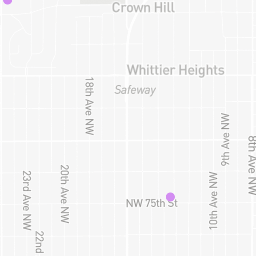 Crown Hill
Whittier Heights
Safeway
18th Ave NW
8th Ave NW
9th Ave NW
20th Ave NW
23rd Ave NW
10th Ave NW
NW 75th St
22nd